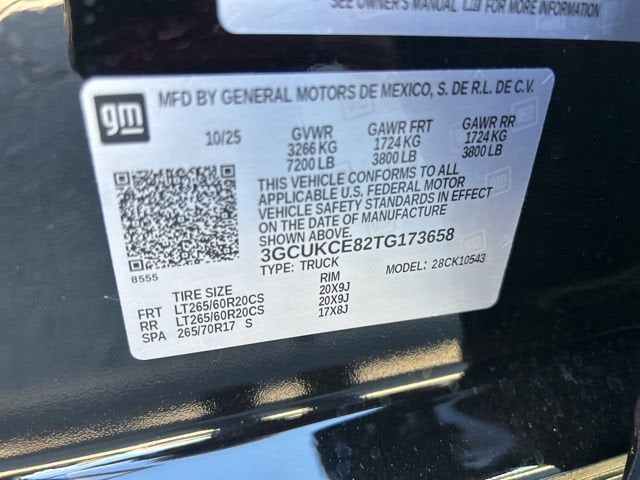 SEE OWNER'S MANUAL FOR MORE INFORMATION
gm
MFD BY GENERAL MOTORS DE MEXICO, S. DE R.L. DE C.V.
10/25 GVWR GAWR FRT GAWR RR
3266 KG 1724 KG 1724 KG
7200 LB 3800 LB 3800 LB
THIS VEHICLE CONFORMS TO ALL
APPLICABLE U.S. FEDERAL MOTOR
VEHICLE SAFETY STANDARDS IN EFFECT
ON THE DATE OF MANUFACTURE
SHOWN ABOVE.
3GCUKCE82TG173658
8555
TYPE: TRUCK MODEL: 28CK10543
TIRE SIZE RIM
FRT LT265/60R20CS 20X9J
RR LT265/60R20CS 20X9J
SPA 265/70R17 S 17X8J